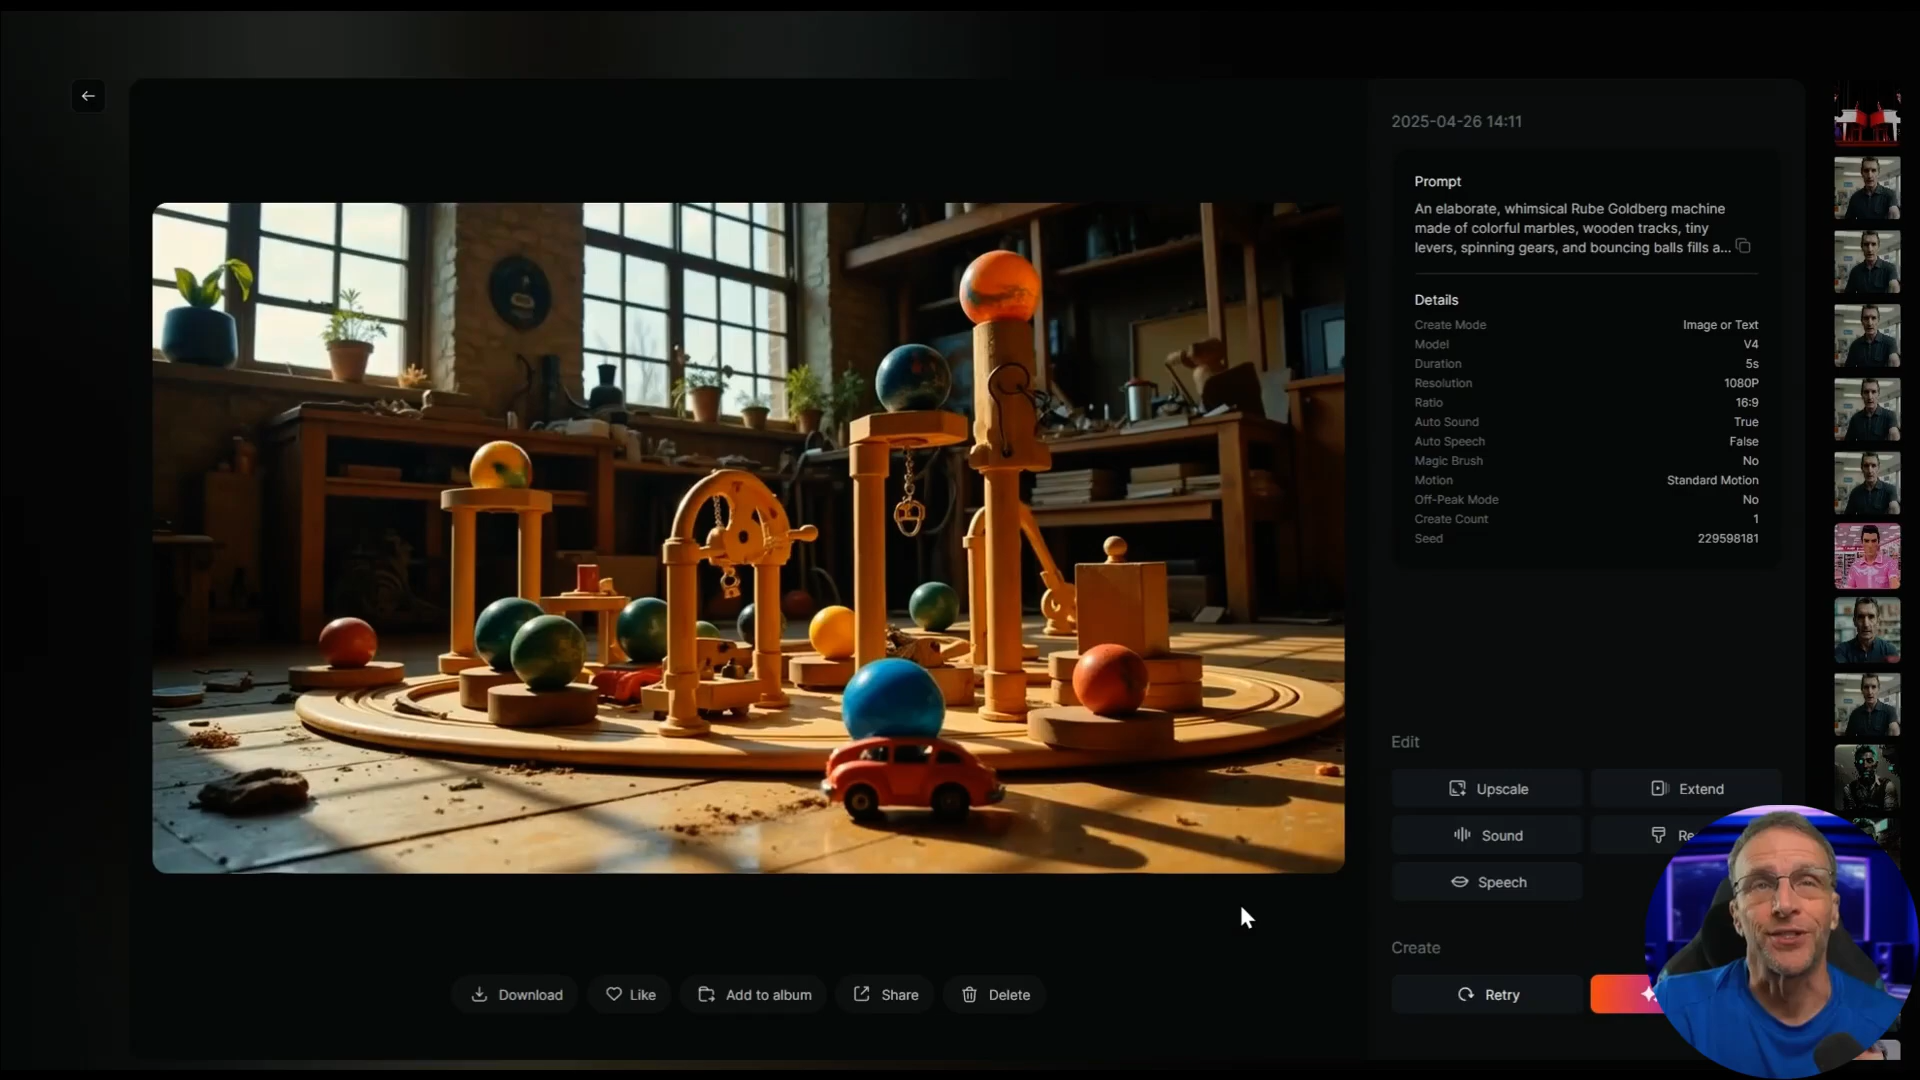 2025-04-26 14:11
Prompt
An elaborate, whimsical Rube Goldberg machine
made of colorful marbles, wooden tracks, tiny
levers, spinning gears, and bouncing balls fills a...
Details
Create Mode Image or Text
Model V4
Duration 5s
Resolution 1080P
Ratio 16:9
Auto Sound True
Auto Speech False
Magic Brush No
Motion Standard Motion
Off-Peak Mode No
Create Count 1
Seed 229598181
Edit
Upscale Extend
Sound
Speech
Create
Retry
Download Like Add to album Share Delete